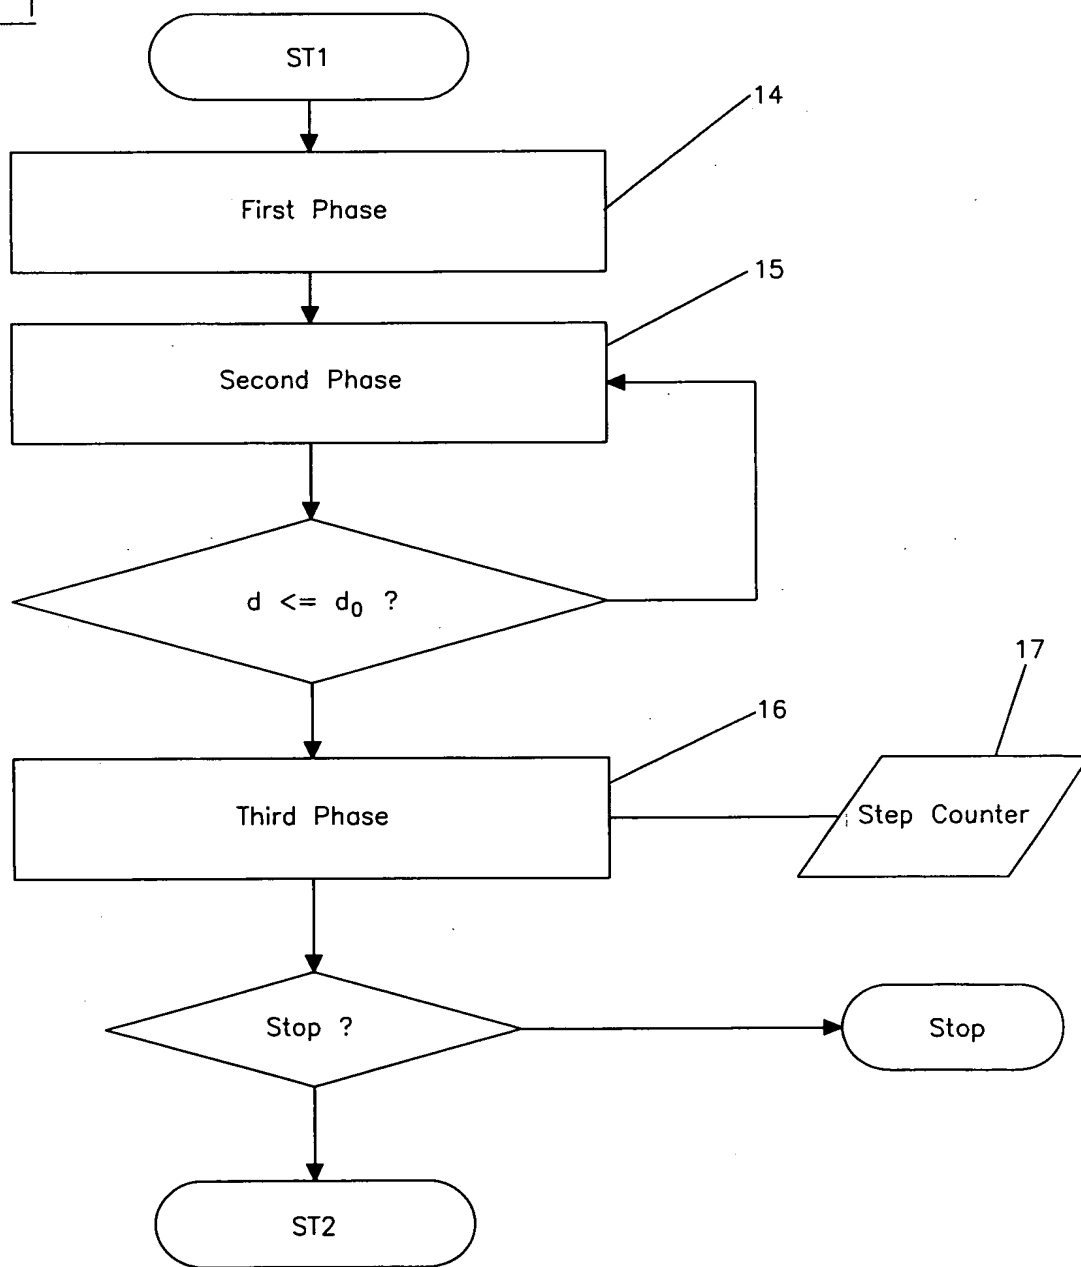 ST1
14
First Phase
15
Second Phase
d <= d₀ ?
17
16
Third Phase
Step Counter
Stop ?
Stop
ST2